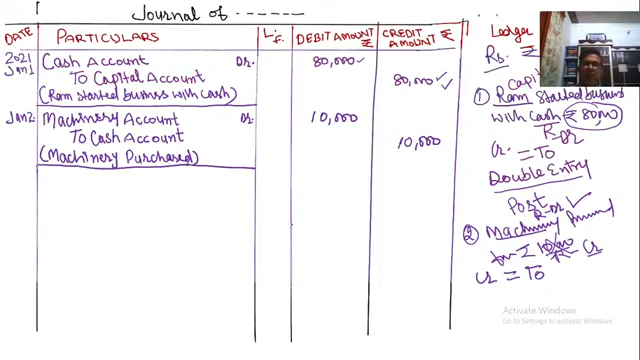 Journal of ------
DATE PARTICULARS L.F. DEBIT AMOUNT ₹ CREDIT AMOUNT ₹
2021
Jan 1 Cash Account Dr. 80,000
To Capital Account 80,000
(Ram Started business with cash)
Jan 2 Machinery Account Dr 10,000
To Cash Account 10,000
(Machinery Purchased)
Ledger
Rs. ₹
① Ram Started business
with cash ₹ 80,000
R-Dr
Cr. = To
Double Entry
Post
R-Dr
② Machinery
for
Cr
Cr = To
Activate Windows
Go to Settings to activate Windows.